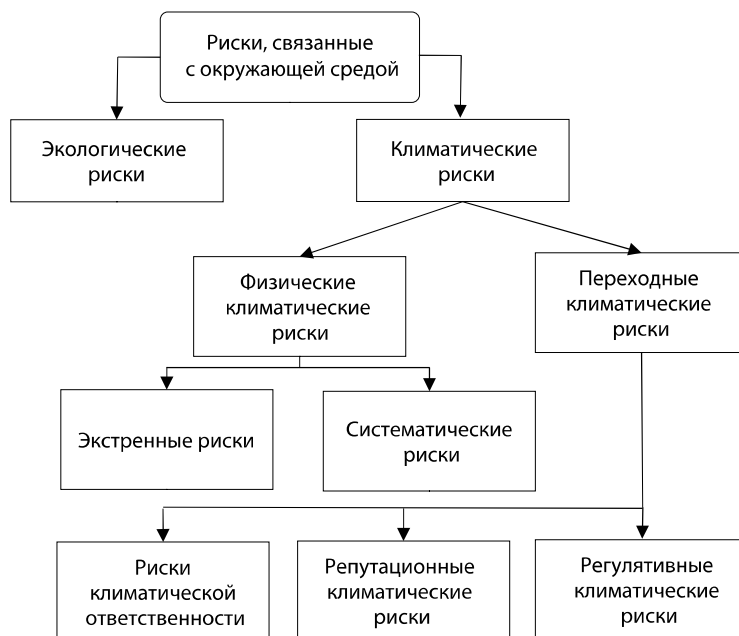 Риски, связанные
с окружающей средой
Экологические
риски
Климатические
риски
Физические
климатические
риски
Переходные
климатические
риски
Экстренные риски
Систематические
риски
Риски
климатической
ответственности
Репутационные
климатические
риски
Регулятивные
климатические
риски